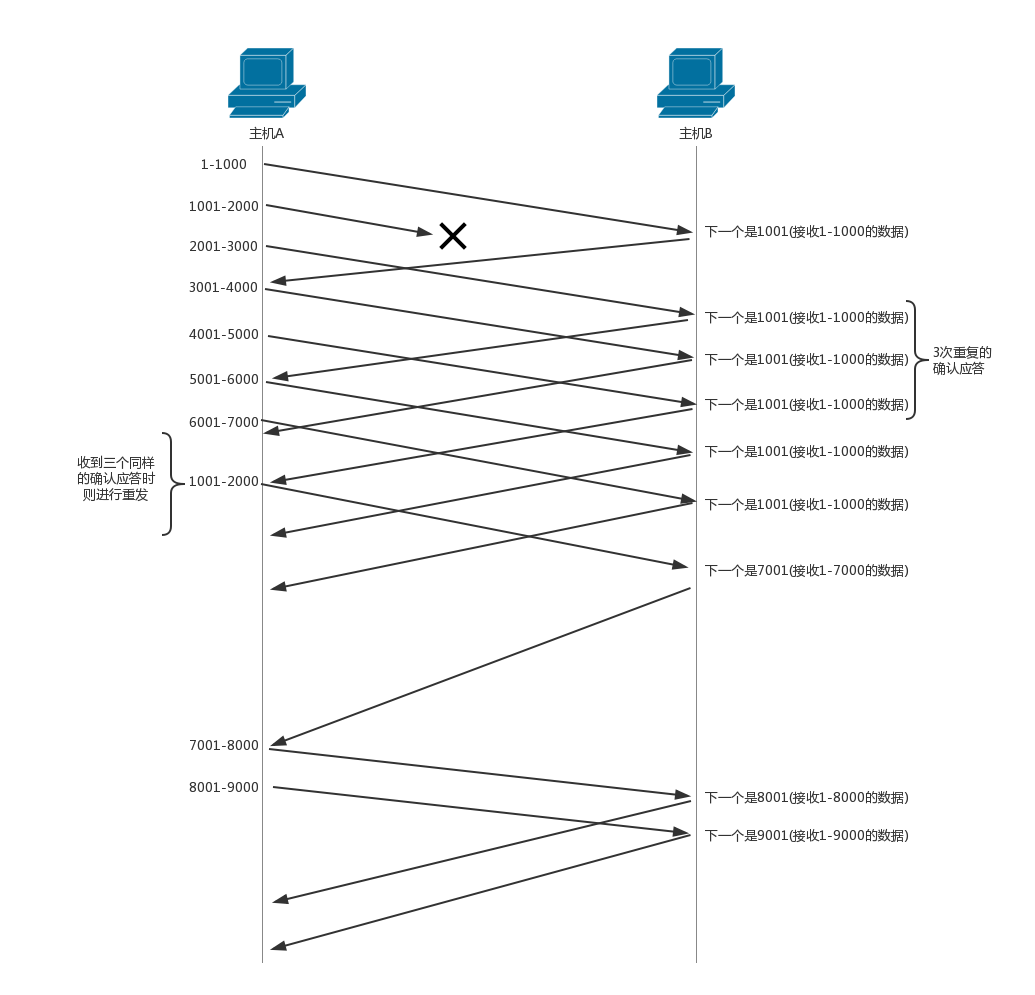 主机A
主机B
1-1000
1001-2000
下一个是1001(接收1-1000的数据)
2001-3000
3001-4000
下一个是1001(接收1-1000的数据)
4001-5000
下一个是1001(接收1-1000的数据)
3次重复的
确认应答
5001-6000
下一个是1001(接收1-1000的数据)
6001-7000
下一个是1001(接收1-1000的数据)
收到三个同样
的确认应答时
则进行重发
1001-2000
下一个是1001(接收1-1000的数据)
下一个是7001(接收1-7000的数据)
7001-8000
8001-9000
下一个是8001(接收1-8000的数据)
下一个是9001(接收1-9000的数据)